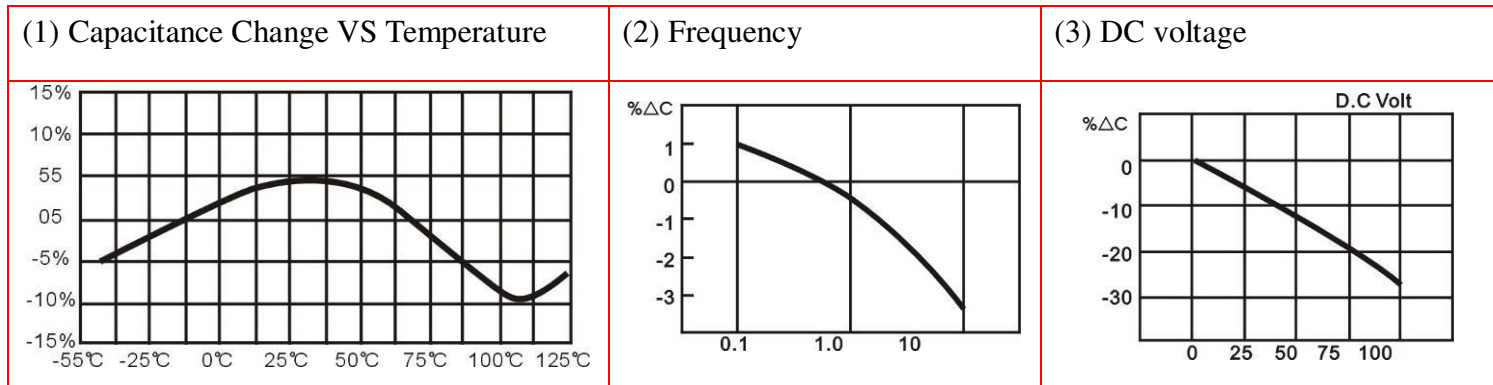 (1) Capacitance Change VS Temperature
(2) Frequency
(3) DC voltage
15%
10%
55
05
-5%
-10%
-15%
-55℃ -25℃ 0℃ 25℃ 50℃ 75℃ 100℃ 125℃
%△C
1
0
-1
-2
-3
0.1 1.0 10
D.C Volt
%△C
0
-10
-20
-30
0 25 50 75 100